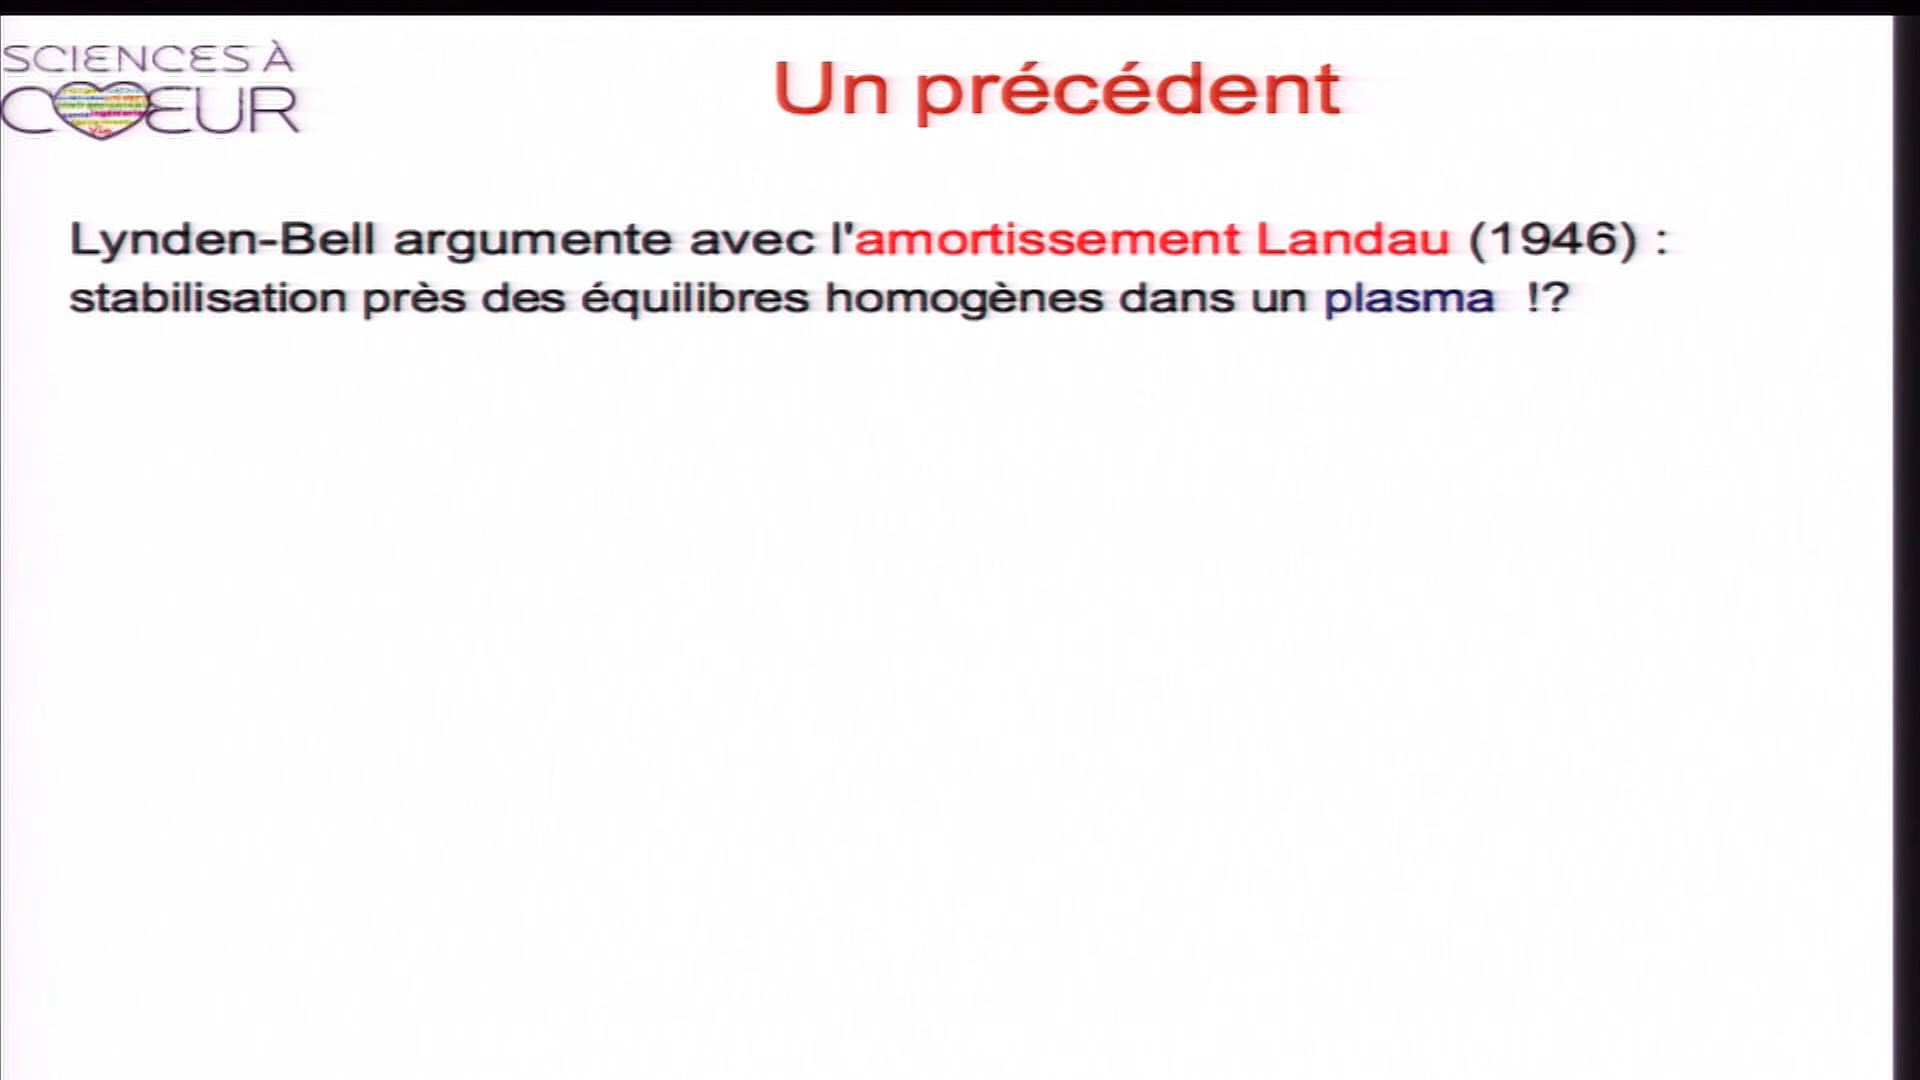 SCIENCES À
CŒUR
Un précédent
Lynden-Bell argumente avec l'amortissement Landau (1946) :
stabilisation près des équilibres homogènes dans un plasma !?